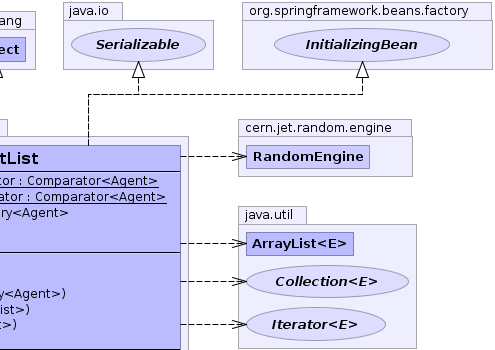 java.io
org.springframework.beans.factory
ang
ect
Serializable
InitializingBean
cern.jet.random.engine
RandomEngine
tList
tor : Comparator<Agent>
ator : Comparator<Agent>
ry<Agent>
java.util
ArrayList<E>
Collection<E>
y<Agent>)
ist>)
t>)
Iterator<E>